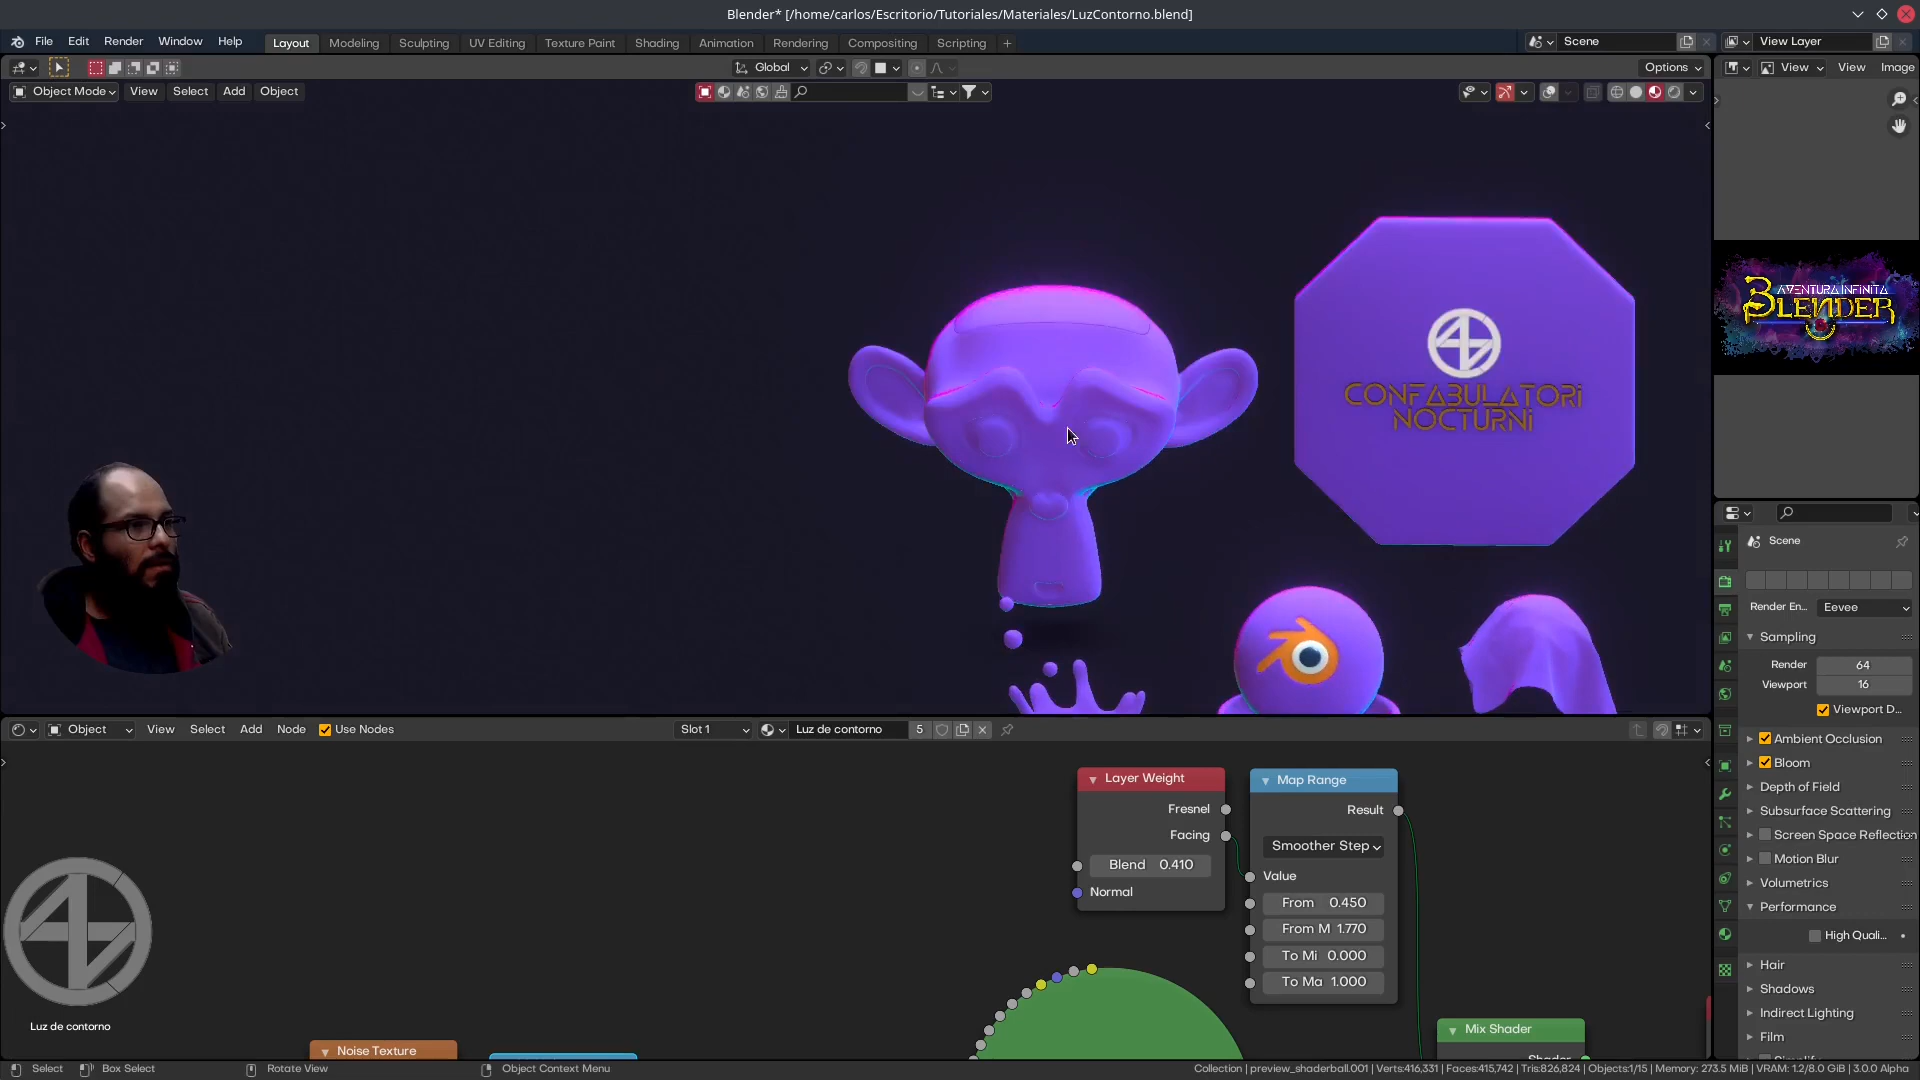 Blender* [/home/carlos/Escritorio/Tutoriales/Materiales/LuzContorno.blend]
File Edit Render Window Help Layout Modeling Sculpting UV Editing Texture Paint Shading Animation Rendering Compositing Scripting + Scene View Layer
Global Options View View Image
Object Mode View Select Add Object
AVENTURA INFINITA
BLENDER
CONFABULATORI
NOCTURNI
Scene
Render En... Eevee
Sampling
Render 64
Viewport 16
Viewport D...
Ambient Occlusion
Bloom
Depth of Field
Subsurface Scattering
Screen Space Reflection
Motion Blur
Volumetrics
Performance
High Quali...
Hair
Shadows
Indirect Lighting
Film
Object View Select Add Node Use Nodes Slot 1 Luz de contorno 5
Layer Weight
Fresnel
Facing
Blend 0.410
Normal
Map Range
Result
Smoother Step
Value
From 0.450
From M 1.770
To Mi 0.000
To Ma 1.000
Mix Shader
Noise Texture
Luz de contorno
Select Box Select Rotate View Object Context Menu Collection | preview_shaderball.001 | Verts:416,331 | Faces:415,742 | Tris:826,824 | Objects:1/15 | Memory: 273.5 MiB | VRAM: 1.2/8.0 GiB | 3.0.0 Alpha